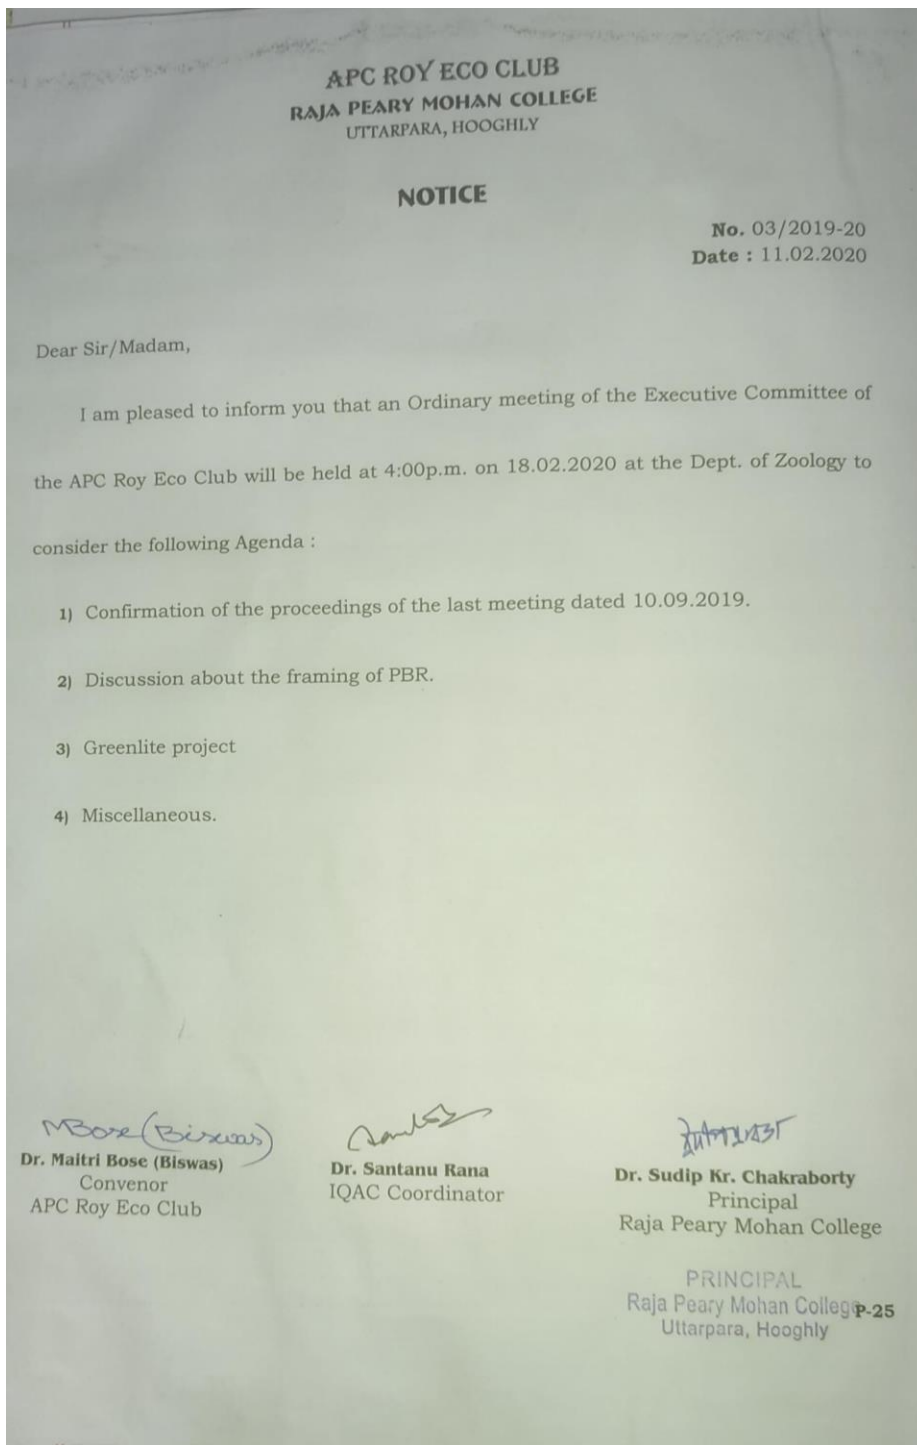 APC ROY ECO CLUB
RAJA PEARY MOHAN COLLEGE
UTTARPARA, HOOGHLY
NOTICE
No. 03/2019-20
Date : 11.02.2020
Dear Sir/Madam,
I am pleased to inform you that an Ordinary meeting of the Executive Committee of
the APC Roy Eco Club will be held at 4:00p.m. on 18.02.2020 at the Dept. of Zoology to
consider the following Agenda :
1) Confirmation of the proceedings of the last meeting dated 10.09.2019.
2) Discussion about the framing of PBR.
3) Greenlite project
4) Miscellaneous.
MBose (Biswas)
Dr. Maitri Bose (Biswas)
Convenor
APC Roy Eco Club
Dr. Santanu Rana
IQAC Coordinator
Dr. Sudip Kr. Chakraborty
Principal
Raja Peary Mohan College
PRINCIPAL
Raja Peary Mohan College
P-25
Uttarpara, Hooghly